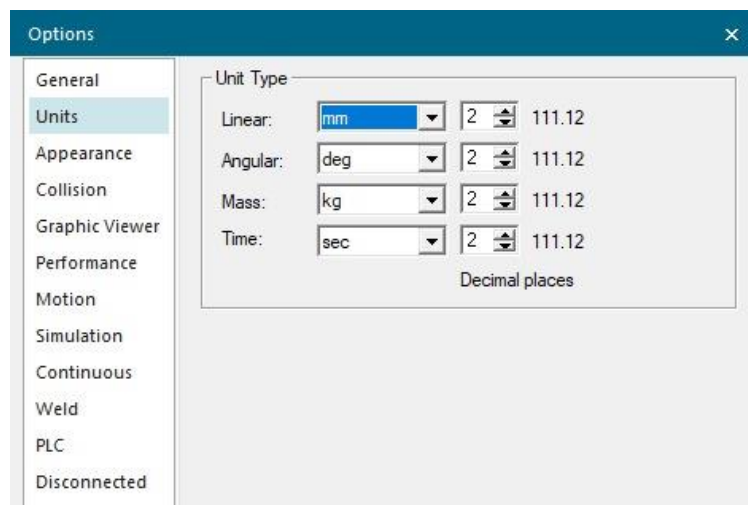 Options
General
Units
Appearance
Collision
Graphic Viewer
Performance
Motion
Simulation
Continuous
Weld
PLC
Disconnected
Unit Type
Linear: mm 2 111.12
Angular: deg 2 111.12
Mass: kg 2 111.12
Time: sec 2 111.12
Decimal places